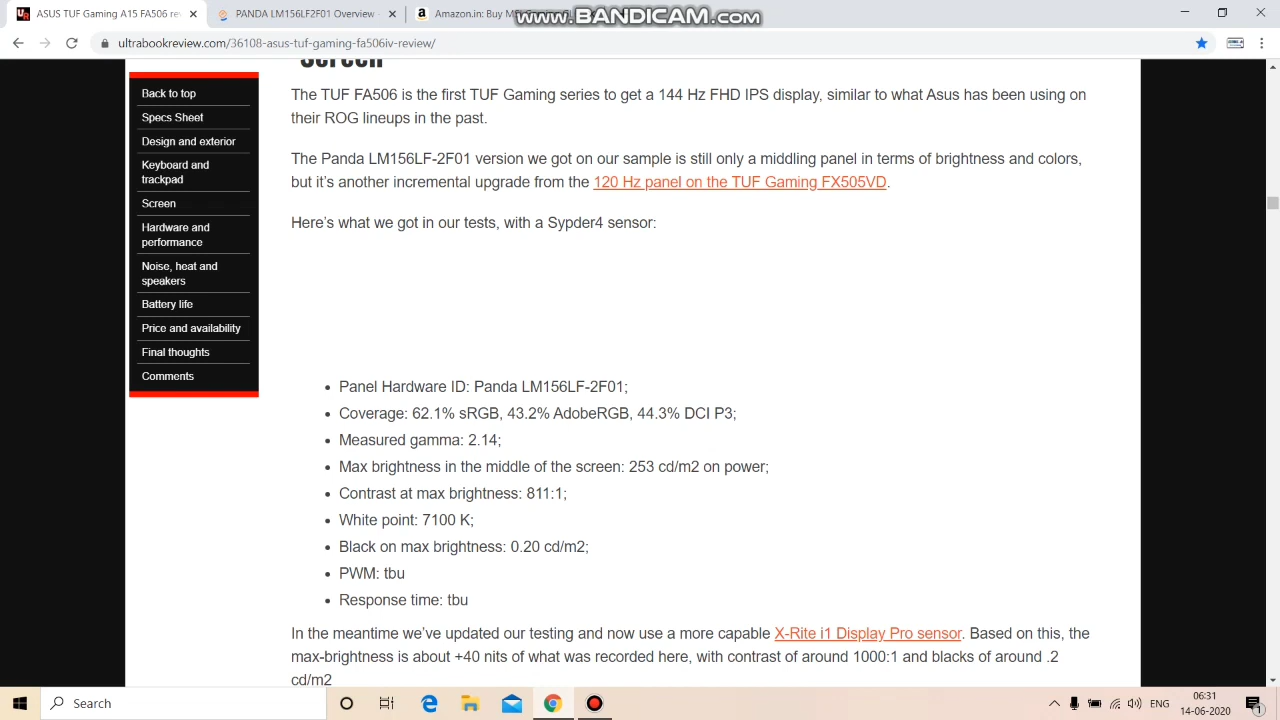 ASUS TUF Gaming A15 FA506 rev
PANDA LM156LF2F01 Overview -
Amazon.in: Buy
www.BANDICAM.com
ultrabookreview.com/36108-asus-tuf-gaming-fa506iv-review/
Screen
Back to top
Specs Sheet
Design and exterior
Keyboard and
trackpad
Screen
Hardware and
performance
Noise, heat and
speakers
Battery life
Price and availability
Final thoughts
Comments
The TUF FA506 is the first TUF Gaming series to get a 144 Hz FHD IPS display, similar to what Asus has been using on
their ROG lineups in the past.
The Panda LM156LF-2F01 version we got on our sample is still only a middling panel in terms of brightness and colors,
but it’s another incremental upgrade from the 120 Hz panel on the TUF Gaming FX505VD.
Here’s what we got in our tests, with a Sypder4 sensor:
• Panel Hardware ID: Panda LM156LF-2F01;
• Coverage: 62.1% sRGB, 43.2% AdobeRGB, 44.3% DCI P3;
• Measured gamma: 2.14;
• Max brightness in the middle of the screen: 253 cd/m2 on power;
• Contrast at max brightness: 811:1;
• White point: 7100 K;
• Black on max brightness: 0.20 cd/m2;
• PWM: tbu
• Response time: tbu
In the meantime we’ve updated our testing and now use a more capable X-Rite i1 Display Pro sensor. Based on this, the
max-brightness is about +40 nits of what was recorded here, with contrast of around 1000:1 and blacks of around .2
cd/m2
Search
ENG
06:31
14-06-2020
1